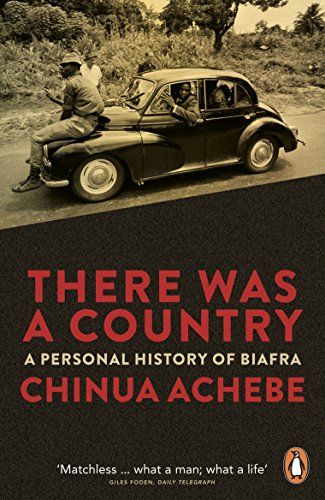 THERE WAS
A COUNTRY
A PERSONAL HISTORY OF BIAFRA
CHINUA ACHEBE
'Matchless ... what a man; what a life'
GILES FODEN, DAILY TELEGRAPH